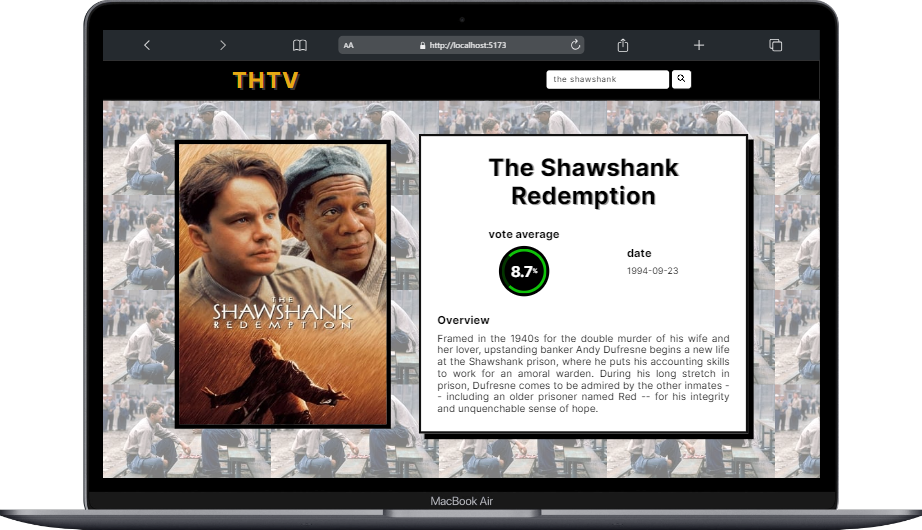 AA
http://localhost:5173
THTV
the shawshank
The Shawshank
Redemption
vote average
8.7%
date
1994-09-23
THE
SHAWSHANK
REDEMPTION
Overview
Framed in the 1940s for the double murder of his wife and
her lover, upstanding banker Andy Dufresne begins a new life
at the Shawshank prison, where he puts his accounting skills
to work for an amoral warden. During his long stretch in
prison, Dufresne comes to be admired by the other inmates -
- including an older prisoner named Red -- for his integrity
and unquenchable sense of hope.
MacBook Air